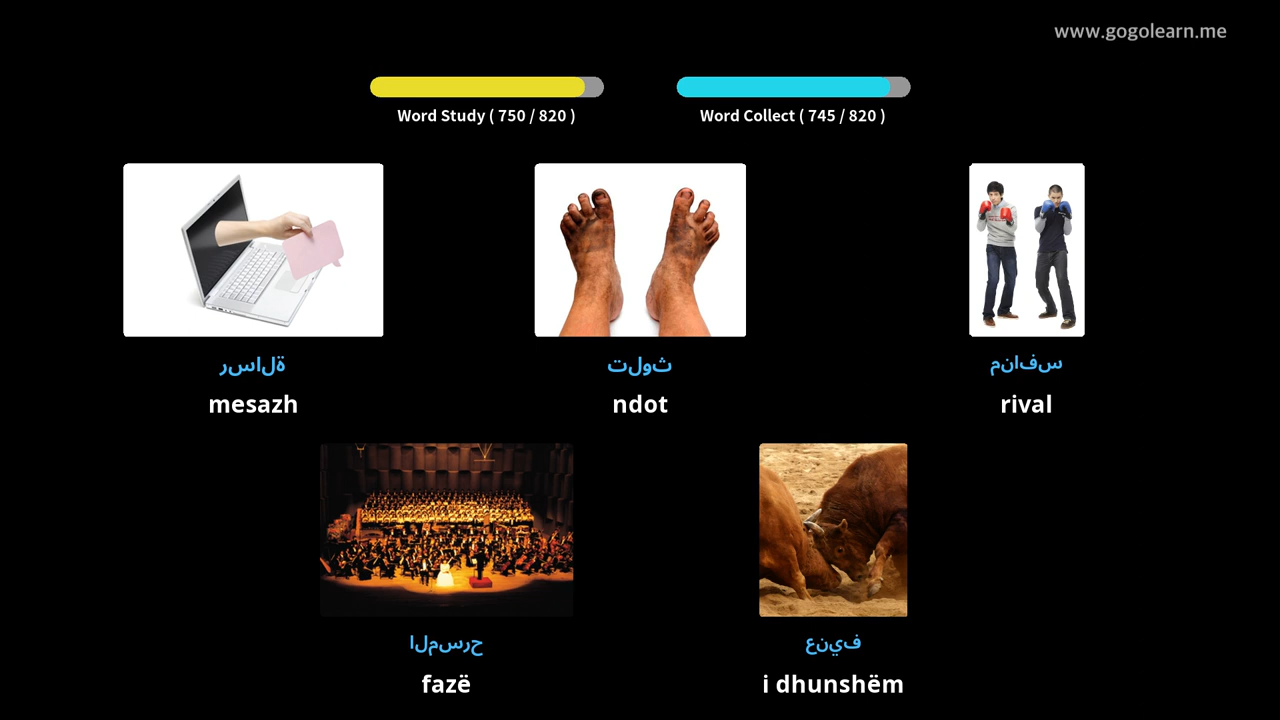 www.gogolearn.me
Word Study ( 750 / 820 )
Word Collect ( 745 / 820 )
رسالة
تلوث
منافس
mesazh
ndot
rival
المسرح
عنيف
fazë
i dhunshëm